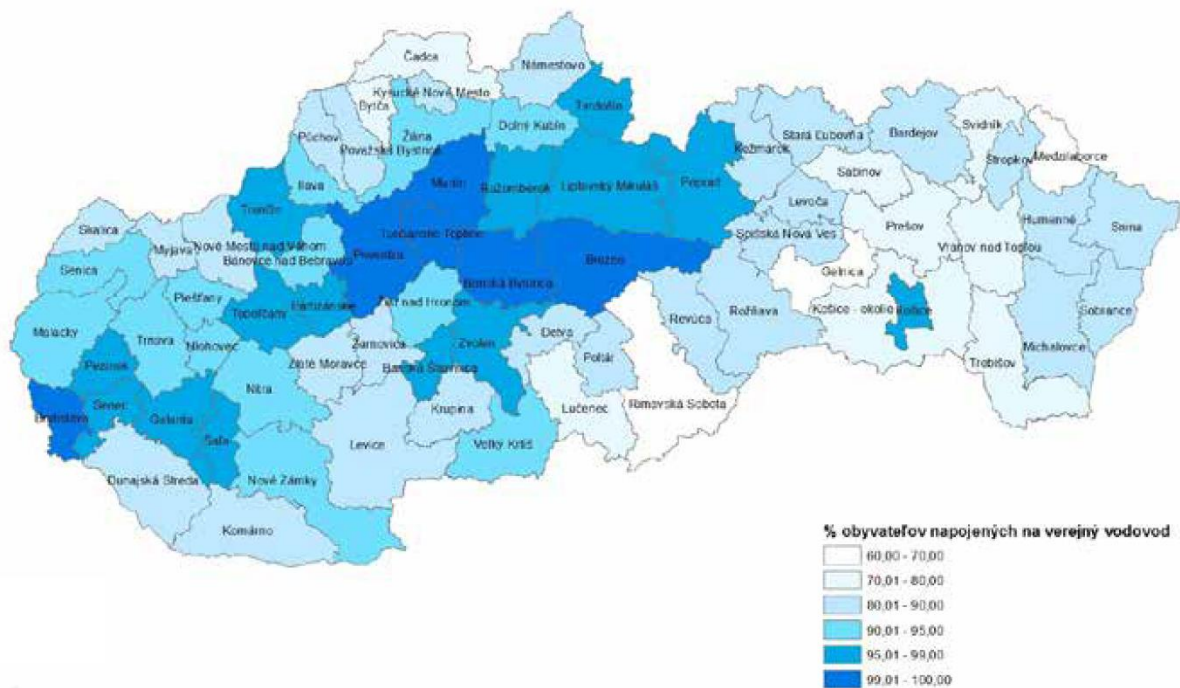 Čadca
Námestovo
Kysucké Nové Mesto
Bytča
Tvrdošín
Púchov
Žilina
Dolný Kubín
Považská Bystrica
Svidník
Bardejov
Stará Ľubovňa
Kežmarok
Stropkov
Medzilaborce
Ilava
Martin
Ružomberok
Liptovský Mikuláš
Poprad
Sabinov
Trenčín
Levoča
Skalica
Myjava
Nové Mesto nad Váhom
Turčianske Teplice
Prešov
Humenné
Snina
Bánovce nad Bebravou
Prievidza
Brezno
Spišská Nová Ves
Vranov nad Topľou
Senica
Banská Bystrica
Gelnica
Piešťany
Partizánske
Topoľčany
Žiar nad Hronom
Košice - okolie
Košice
Sobrance
Malacky
Trnava
Hlohovec
Žarnovica
Zvolen
Detva
Revúca
Rožňava
Michalovce
Pezinok
Zlaté Moravce
Banská Štiavnica
Poltár
Trebišov
Nitra
Krupina
Lučenec
Rimavská Sobota
Bratislava
Senec
Galanta
Šaľa
Levice
Veľký Krtíš
Dunajská Streda
Nové Zámky
Komárno
% obyvateľov napojených na verejný vodovod
60,00 - 70,00
70,01 - 80,00
80,01 - 90,00
90,01 - 95,00
95,01 - 99,00
99,01 - 100,00